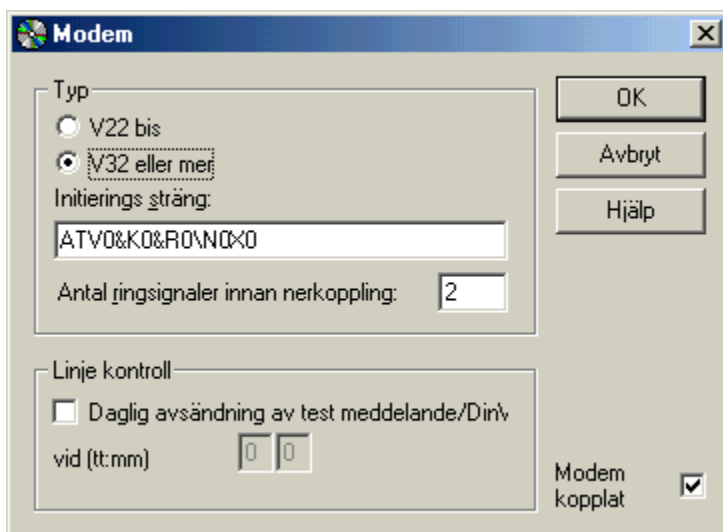 Modem
Typ
V22 bis
V32 eller mer
Initierings sträng:
ATV0&K0&R0\N0X0
Antal ringsignaler innan nerkoppling: 2
Linje kontroll
Daglig avsändning av test meddelande/Din\
vid (tt:mm) 0 0
OK
Avbryt
Hjälp
Modem
kopplat